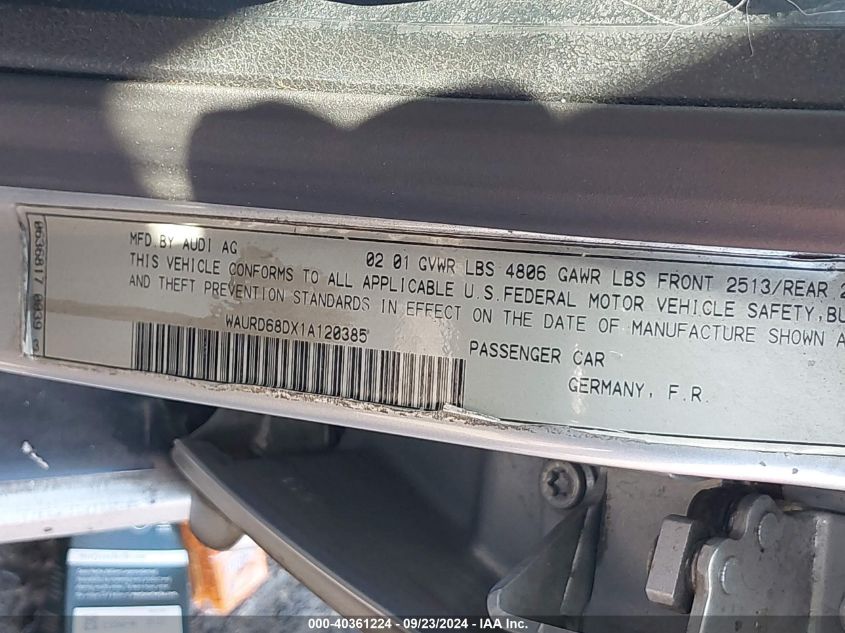 MFD.BY AUDI AG 02 01 GVWR LBS 4806 GAWR LBS FRONT 2513/REAR 2
THIS VEHICLE CONFORMS TO ALL APPLICABLE U.S.FEDERAL MOTOR VEHICLE SAFETY,BU
AND THEFT PREVENTION STANDARDS IN EFFECT ON THE DATE OF MANUFACTURE SHOWN A
WAURD68DX1A120385
PASSENGER CAR
GERMANY, F.R.
000-40361224 - 09/23/2024 - IAA Inc.